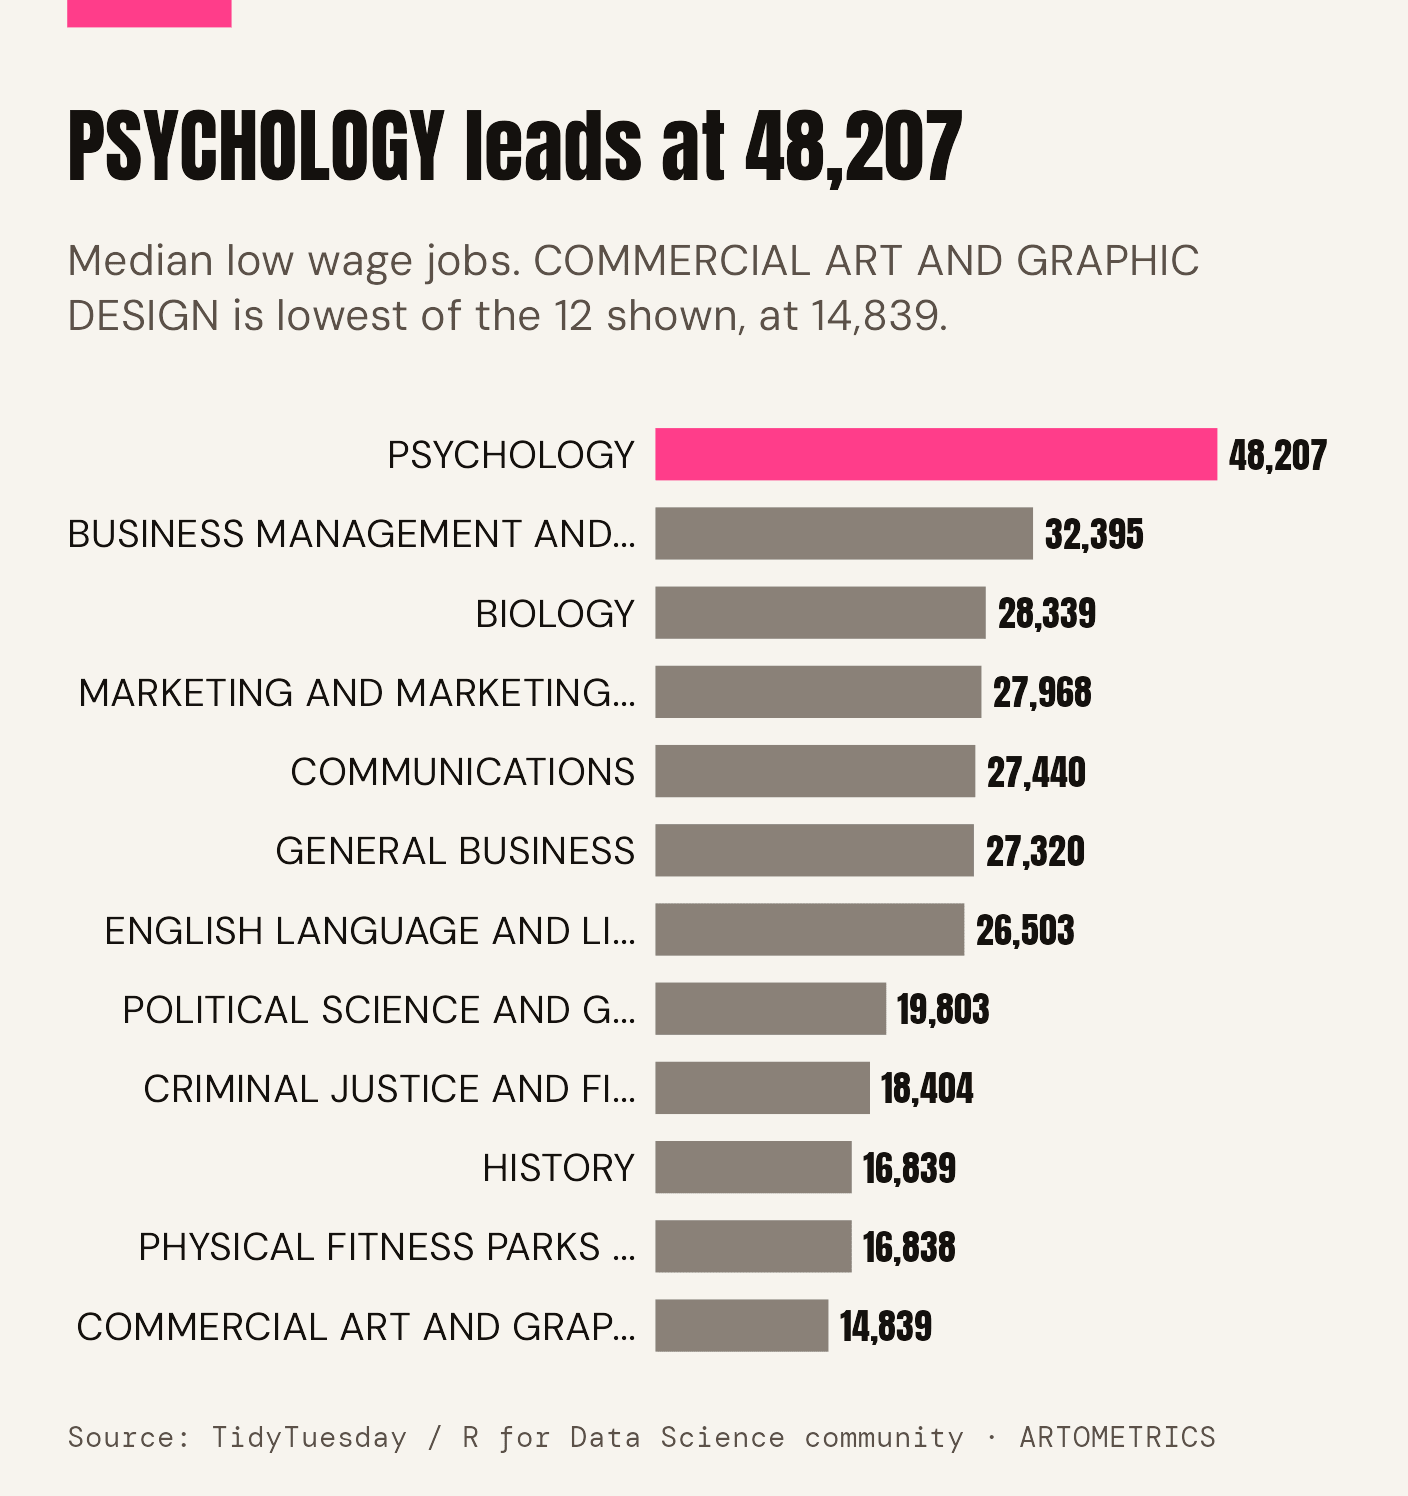 PSYCHOLOGY leads at 48,207
Median low wage jobs. COMMERCIAL ART AND GRAPHIC
DESIGN is lowest of the 12 shown, at 14,839.
PSYCHOLOGY 48,207
BUSINESS MANAGEMENT AND... 32,395
BIOLOGY 28,339
MARKETING AND MARKETING... 27,968
COMMUNICATIONS 27,440
GENERAL BUSINESS 27,320
ENGLISH LANGUAGE AND LI... 26,503
POLITICAL SCIENCE AND G... 19,803
CRIMINAL JUSTICE AND FI... 18,404
HISTORY 16,839
PHYSICAL FITNESS PARKS ... 16,838
COMMERCIAL ART AND GRAP... 14,839
Source: TidyTuesday / R for Data Science community · ARTOMETRICS